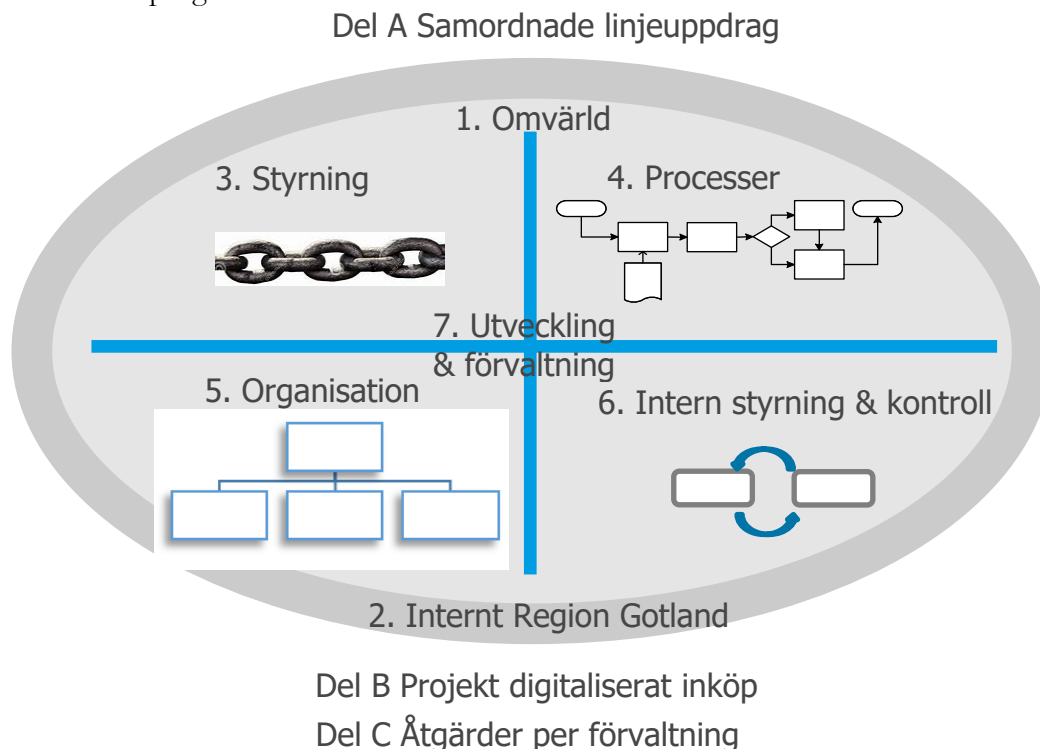 Del A Samordnade linjeuppdrag
1. Omvärld
3. Styrning
4. Processer
7. Utveckling
& förvaltning
5. Organisation
6. Intern styrning & kontroll
2. Internt Region Gotland
Del B Projekt digitaliserat inköp
Del C Åtgärder per förvaltning